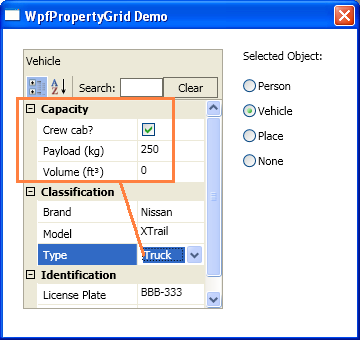 WpfPropertyGrid Demo
Selected Object:
Vehicle
Search: Clear
Capacity
Crew cab?
Payload (kg) 250
Volume (ft³) 0
Classification
Brand Nissan
Model XTrail
Type Truck
Identification
License Plate BBB-333
Person
Vehicle
Place
None